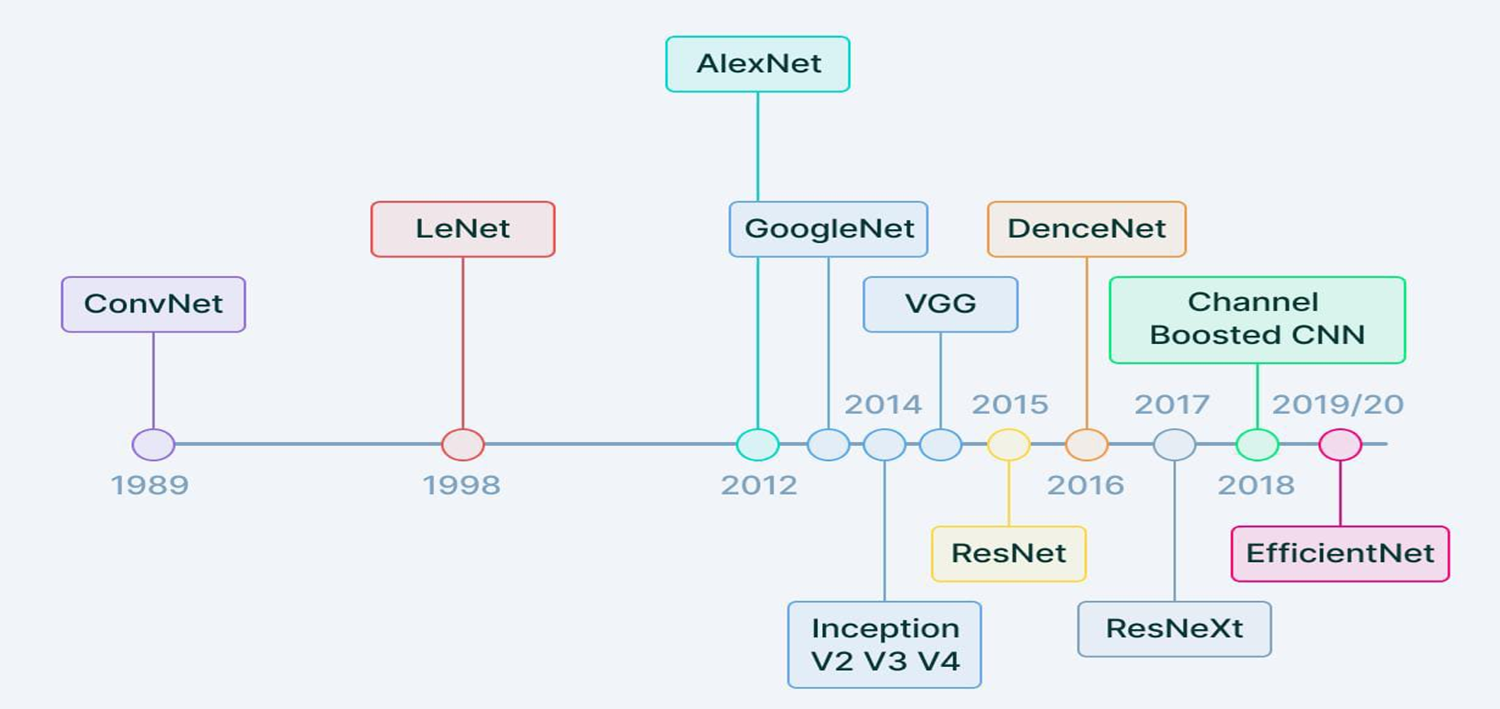 AlexNet
LeNet
GoogleNet
DenceNet
ConvNet
VGG
Channel
Boosted CNN
2014
2015
2017
2019/20
1989
1998
2012
2016
2018
ResNet
EfficientNet
Inception
V2 V3 V4
ResNeXt